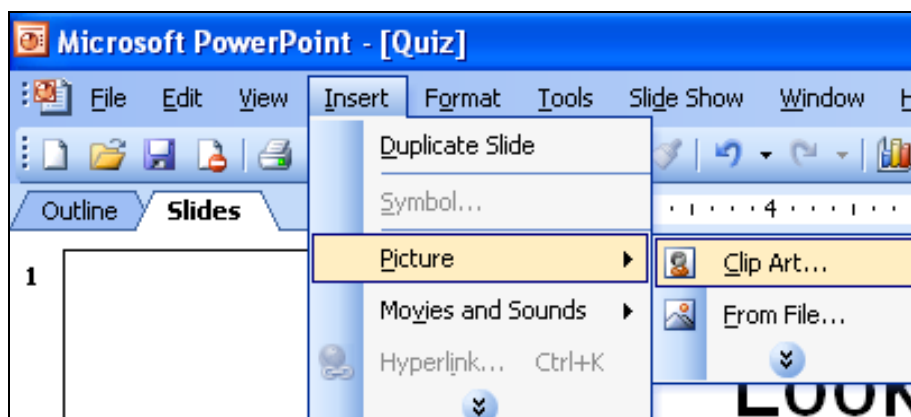 Microsoft PowerPoint - [Quiz]
File Edit View Insert Format Tools Slide Show Window H
Duplicate Slide
Outline Slides
Symbol...
4
Picture
Clip Art...
1
Movies and Sounds
From File...
Hyperlink... Ctrl+K
LOOK